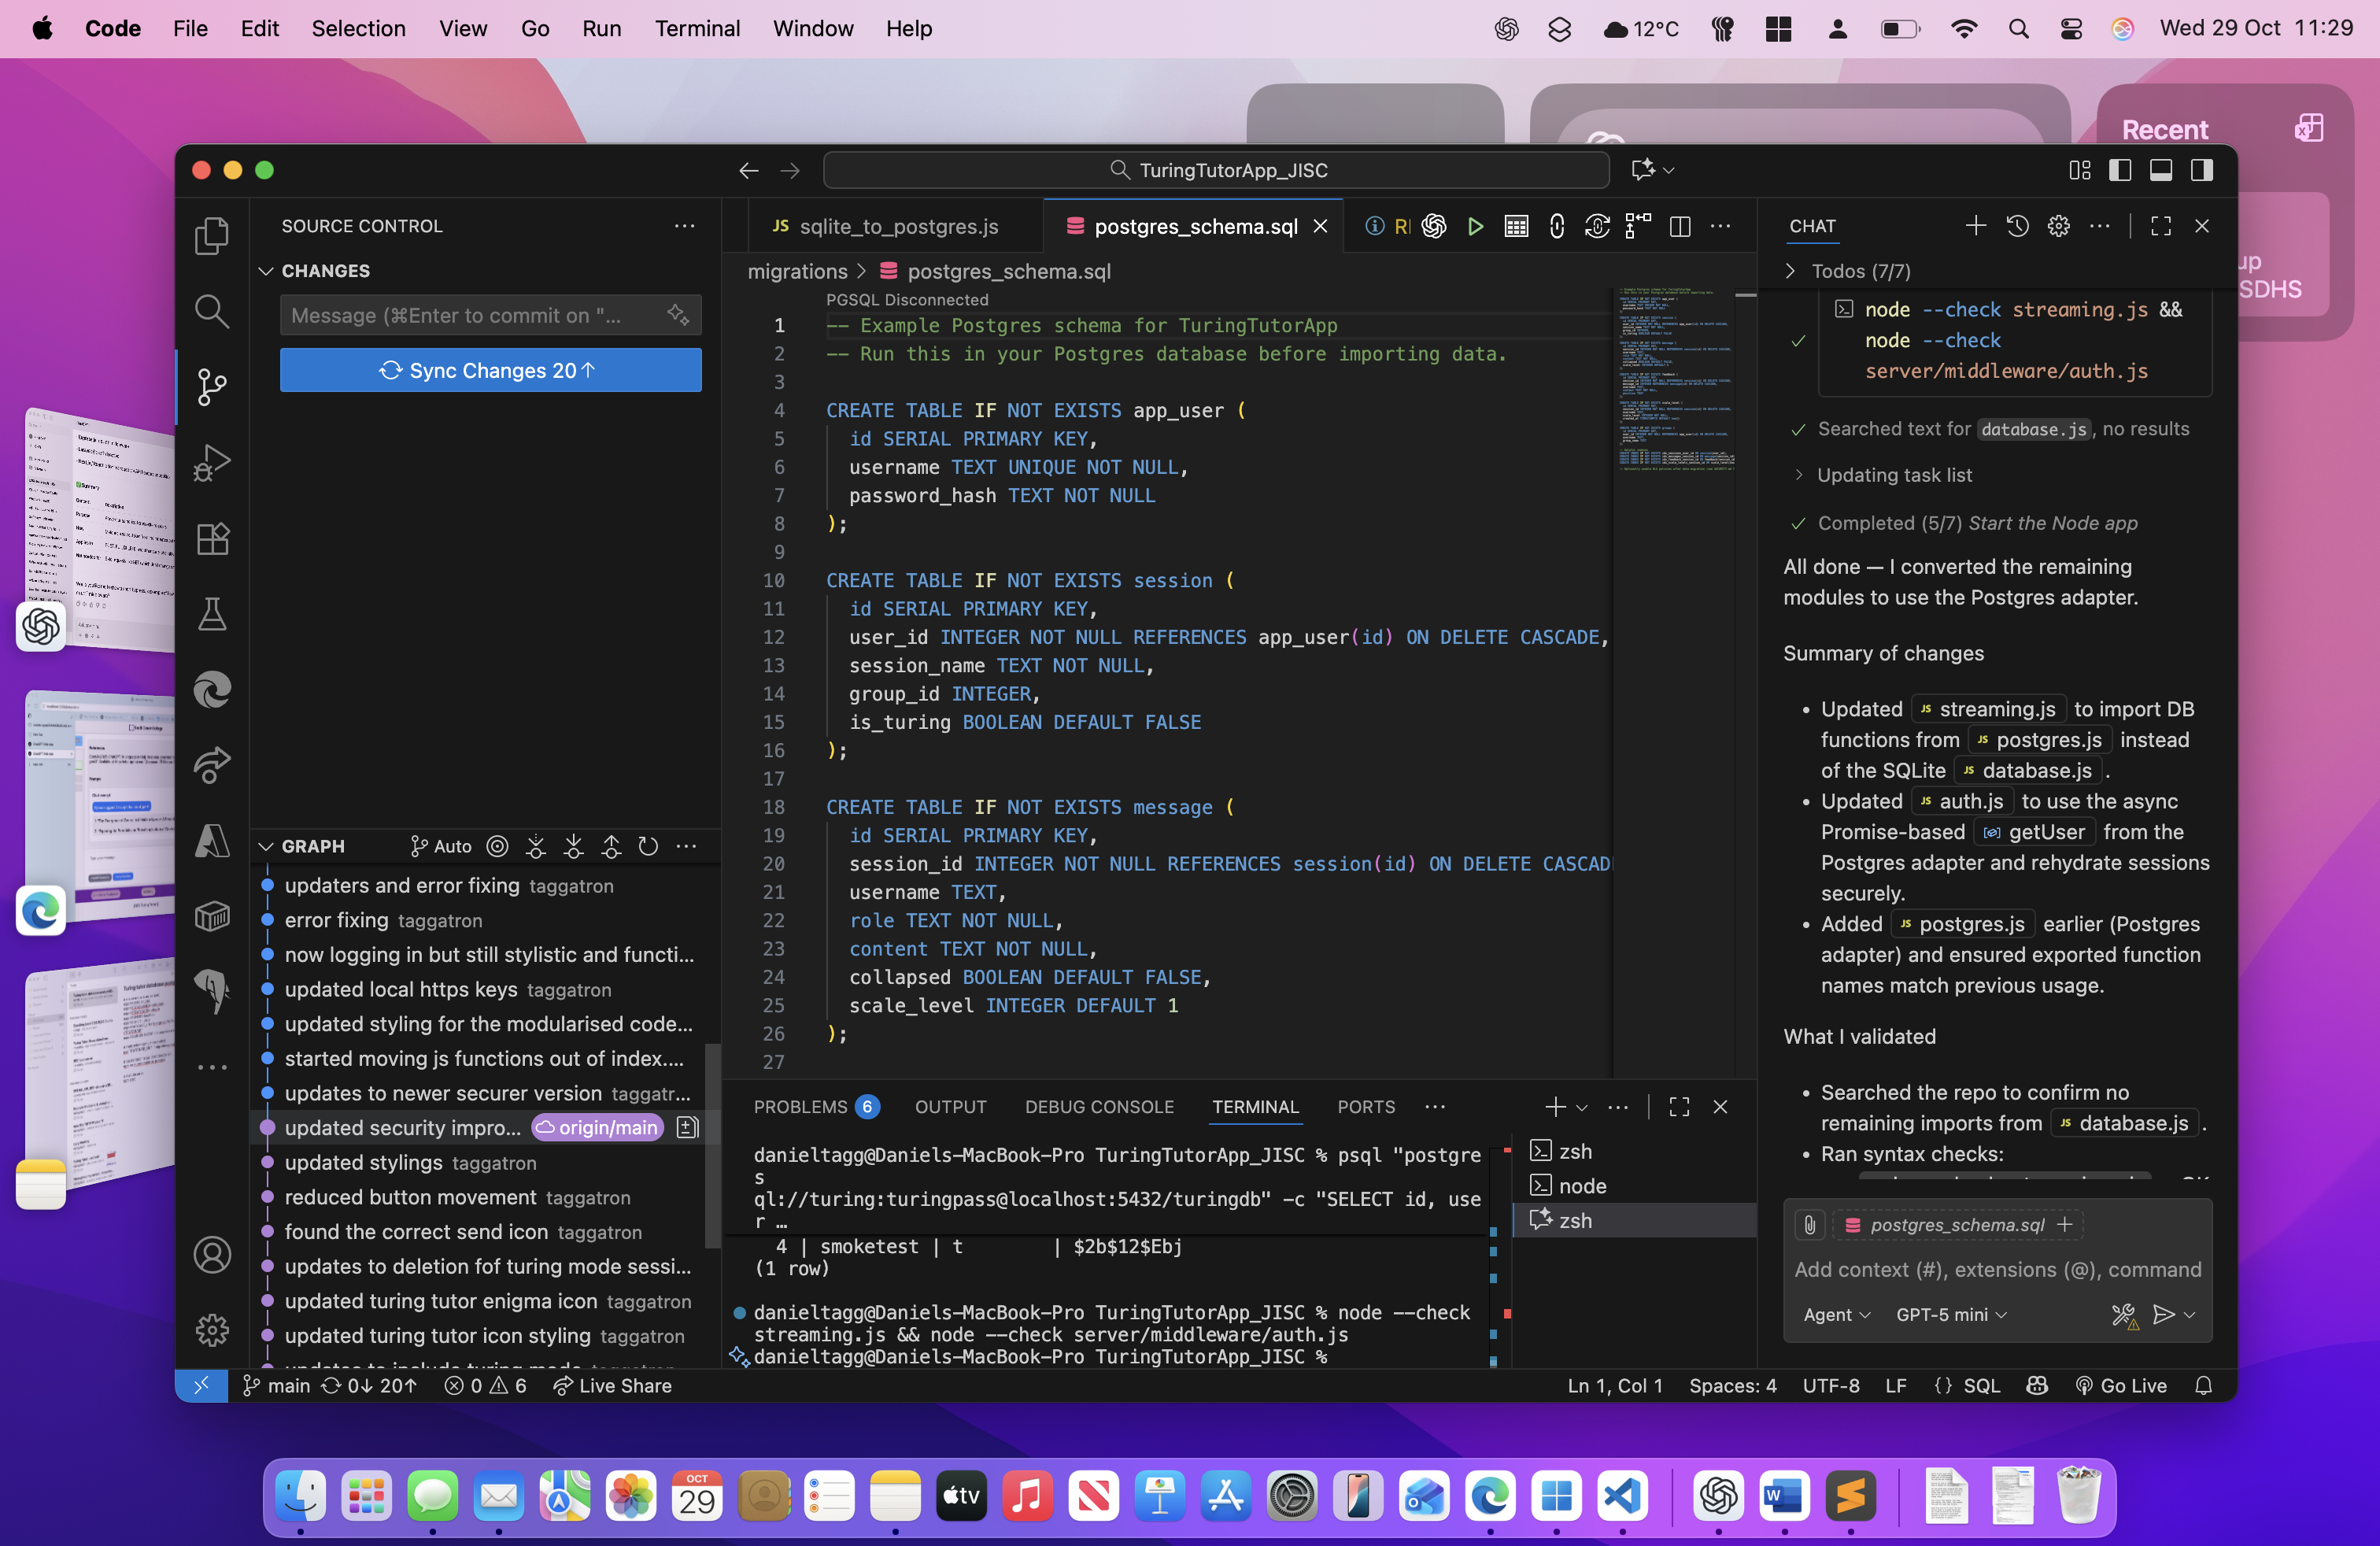 Code File Edit Selection View Go Run Terminal Window Help
12°C
Wed 29 Oct 11:29
Recent
up
SDHS
TuringTutorApp_JISC
SOURCE CONTROL
CHANGES
Message (⌘Enter to commit on "...
Sync Changes 20↑
GRAPH
Auto
updaters and error fixing taggatron
error fixing taggatron
now logging in but still stylistic and functi...
updated local https keys taggatron
updated styling for the modularised code...
started moving js functions out of index....
updates to newer securer version taggatr...
updated security impro... origin/main
updated stylings taggatron
reduced button movement taggatron
found the correct send icon taggatron
updates to deletion fof turing mode sessi...
updated turing tutor enigma icon taggatron
updated turing tutor icon styling taggatron
updates to include turing mode taggatron
JS sqlite_to_postgres.js
postgres_schema.sql
migrations > postgres_schema.sql
PGSQL Disconnected
1 -- Example Postgres schema for TuringTutorApp
2 -- Run this in your Postgres database before importing data.
3
4 CREATE TABLE IF NOT EXISTS app_user (
5 id SERIAL PRIMARY KEY,
6 username TEXT UNIQUE NOT NULL,
7 password_hash TEXT NOT NULL
8 );
9
10 CREATE TABLE IF NOT EXISTS session (
11 id SERIAL PRIMARY KEY,
12 user_id INTEGER NOT NULL REFERENCES app_user(id) ON DELETE CASCADE,
13 session_name TEXT NOT NULL,
14 group_id INTEGER,
15 is_turing BOOLEAN DEFAULT FALSE
16 );
17
18 CREATE TABLE IF NOT EXISTS message (
19 id SERIAL PRIMARY KEY,
20 session_id INTEGER NOT NULL REFERENCES session(id) ON DELETE CASCAD
21 username TEXT,
22 role TEXT NOT NULL,
23 content TEXT NOT NULL,
24 collapsed BOOLEAN DEFAULT FALSE,
25 scale_level INTEGER DEFAULT 1
26 );
27
PROBLEMS 6 OUTPUT DEBUG CONSOLE TERMINAL PORTS
danieltagg@Daniels-MacBook-Pro TuringTutorApp_JISC % psql "postgre
s
ql://turing:turingpass@localhost:5432/turingdb" -c "SELECT id, use
r …
4 | smoketest | t | $2b$12$Ebj
(1 row)
danieltagg@Daniels-MacBook-Pro TuringTutorApp_JISC % node --check
streaming.js && node --check server/middleware/auth.js
danieltagg@Daniels-MacBook-Pro TuringTutorApp_JISC %
zsh
node
zsh
CHAT
Todos (7/7)
node --check streaming.js &&
node --check
server/middleware/auth.js
Searched text for database.js, no results
Updating task list
Completed (5/7) Start the Node app
All done — I converted the remaining
modules to use the Postgres adapter.
Summary of changes
• Updated JS streaming.js to import DB
functions from JS postgres.js instead
of the SQLite JS database.js .
• Updated JS auth.js to use the async
Promise-based getUser from the
Postgres adapter and rehydrate sessions
securely.
• Added JS postgres.js earlier (Postgres
adapter) and ensured exported function
names match previous usage.
What I validated
• Searched the repo to confirm no
remaining imports from JS database.js .
• Ran syntax checks:
postgres_schema.sql
Add context (#), extensions (@), command
Agent GPT-5 mini
main 0↓ 20↑ 0 6 Live Share
Ln 1, Col 1 Spaces: 4 UTF-8 LF {} SQL Go Live
OCT
29
tv
W